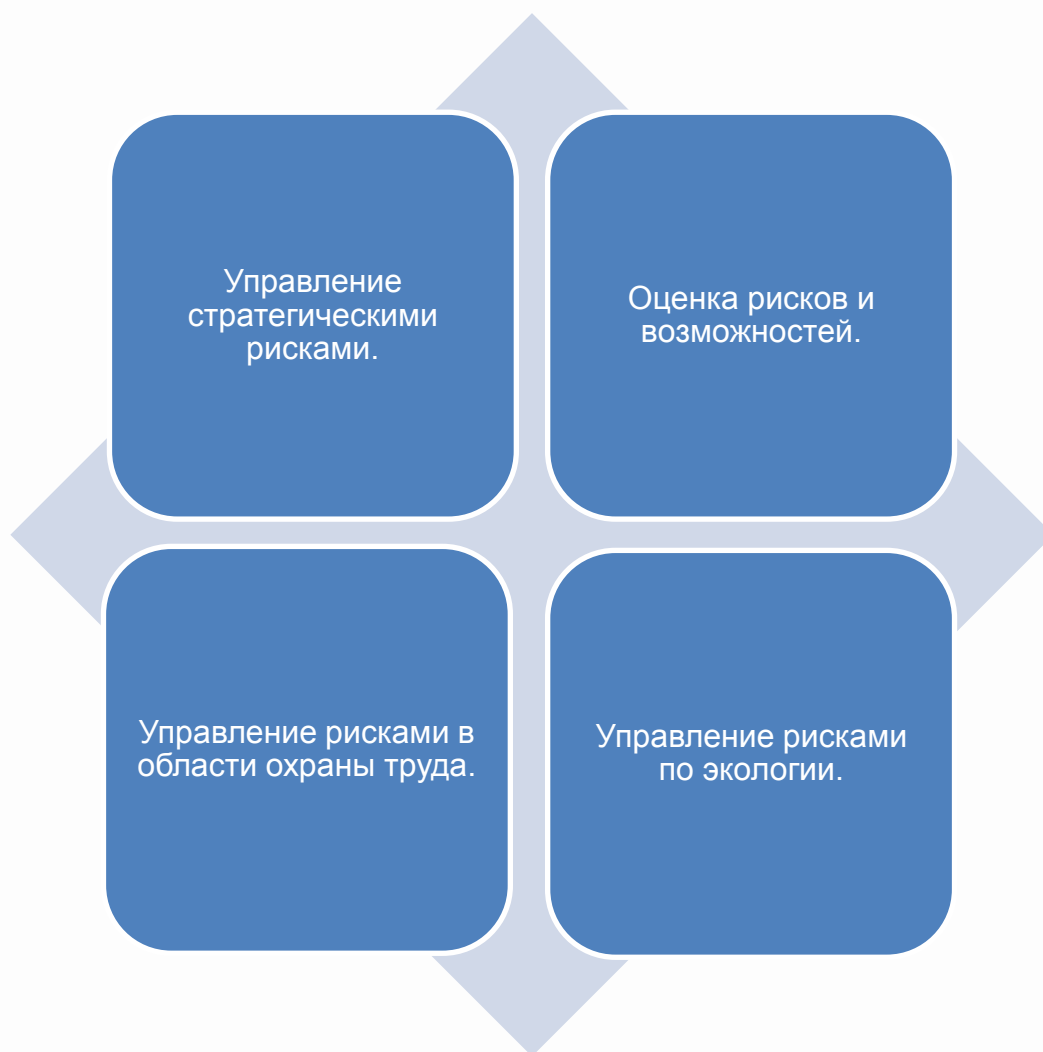 Управление
стратегическими
рисками.
Оценка рисков и
возможностей.
Управление рисками в
области охраны труда.
Управление рисками
по экологии.